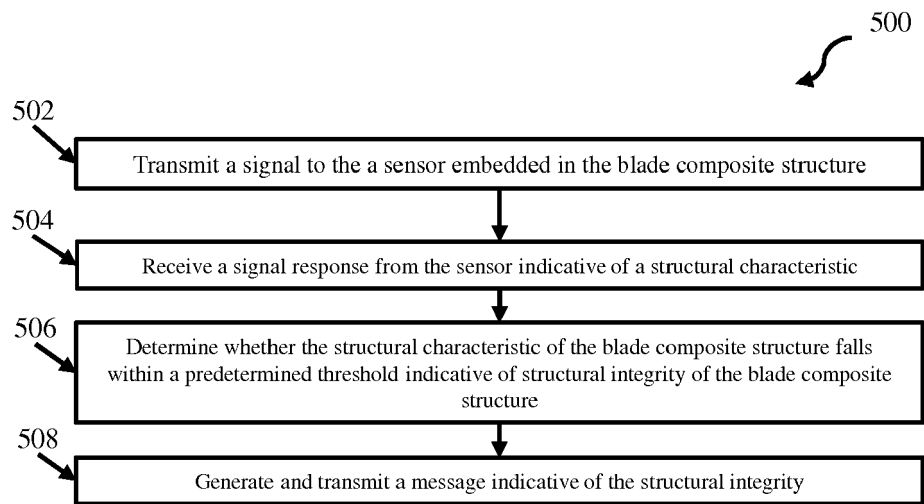 500
502
Transmit a signal to the a sensor embedded in the blade composite structure
504
Receive a signal response from the sensor indicative of a structural characteristic
506
Determine whether the structural characteristic of the blade composite structure falls
within a predetermined threshold indicative of structural integrity of the blade composite
structure
508
Generate and transmit a message indicative of the structural integrity